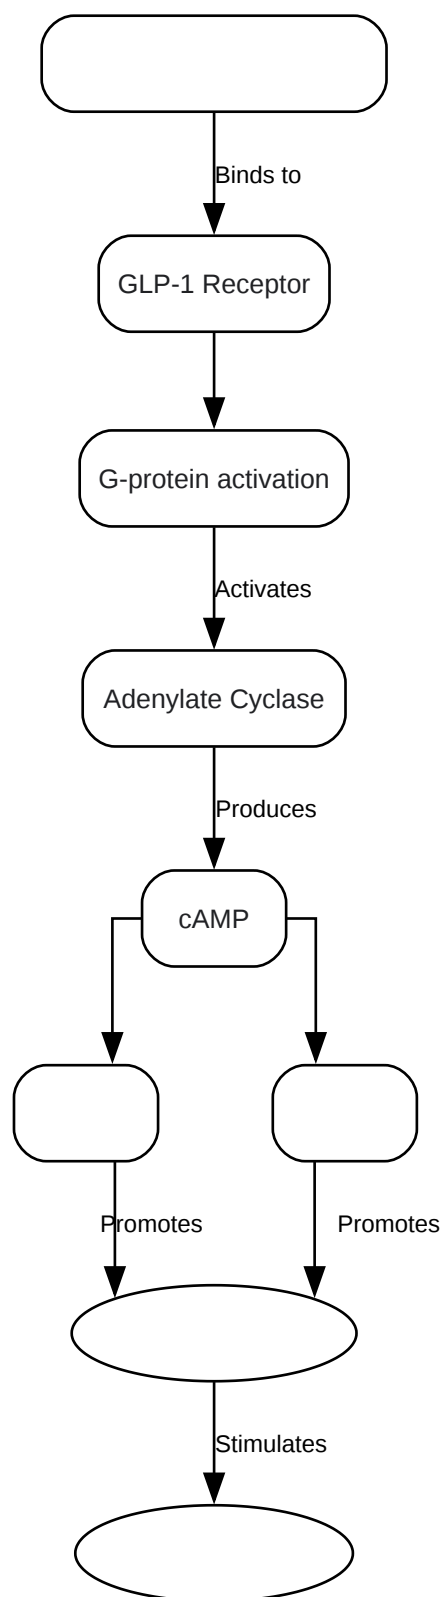 Binds to
GLP-1 Receptor
G-protein activation
Activates
Adenylate Cyclase
Produces
cAMP
Promotes
Promotes
Stimulates